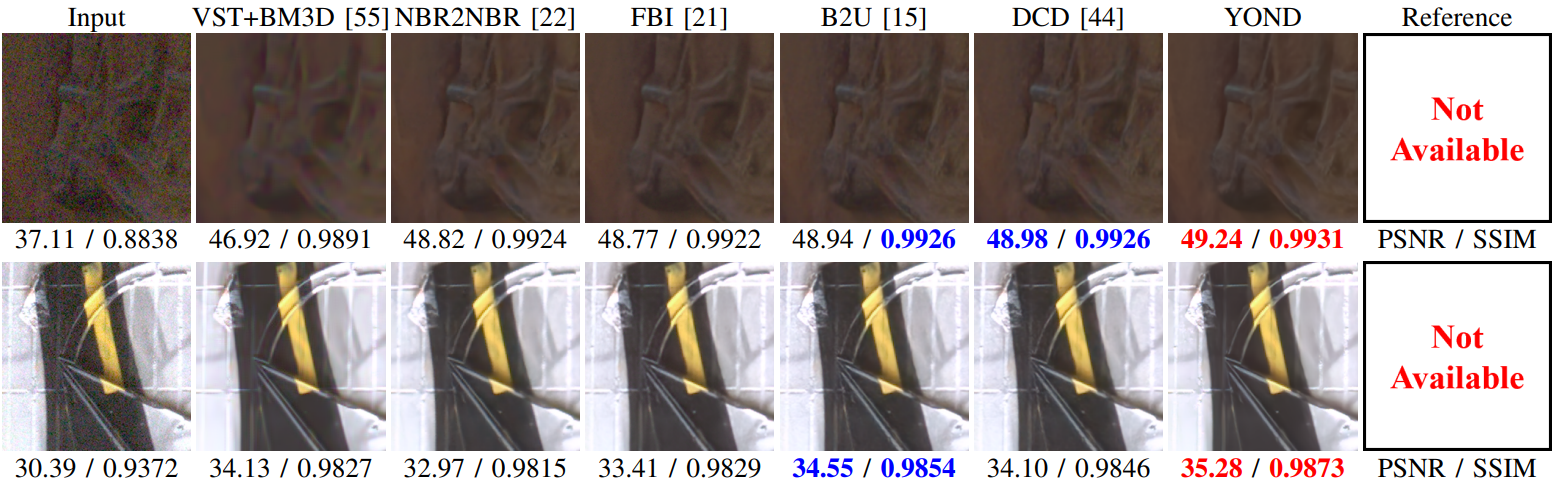 Input VST+BM3D [55] NBR2NBR [22] FBI [21] B2U [15] DCD [44] YOND Reference
Not
Available
37.11 / 0.8838 46.92 / 0.9891 48.82 / 0.9924 48.77 / 0.9922 48.94 / 0.9926 48.98 / 0.9926 49.24 / 0.9931 PSNR / SSIM
Not
Available
30.39 / 0.9372 34.13 / 0.9827 32.97 / 0.9815 33.41 / 0.9829 34.55 / 0.9854 34.10 / 0.9846 35.28 / 0.9873 PSNR / SSIM